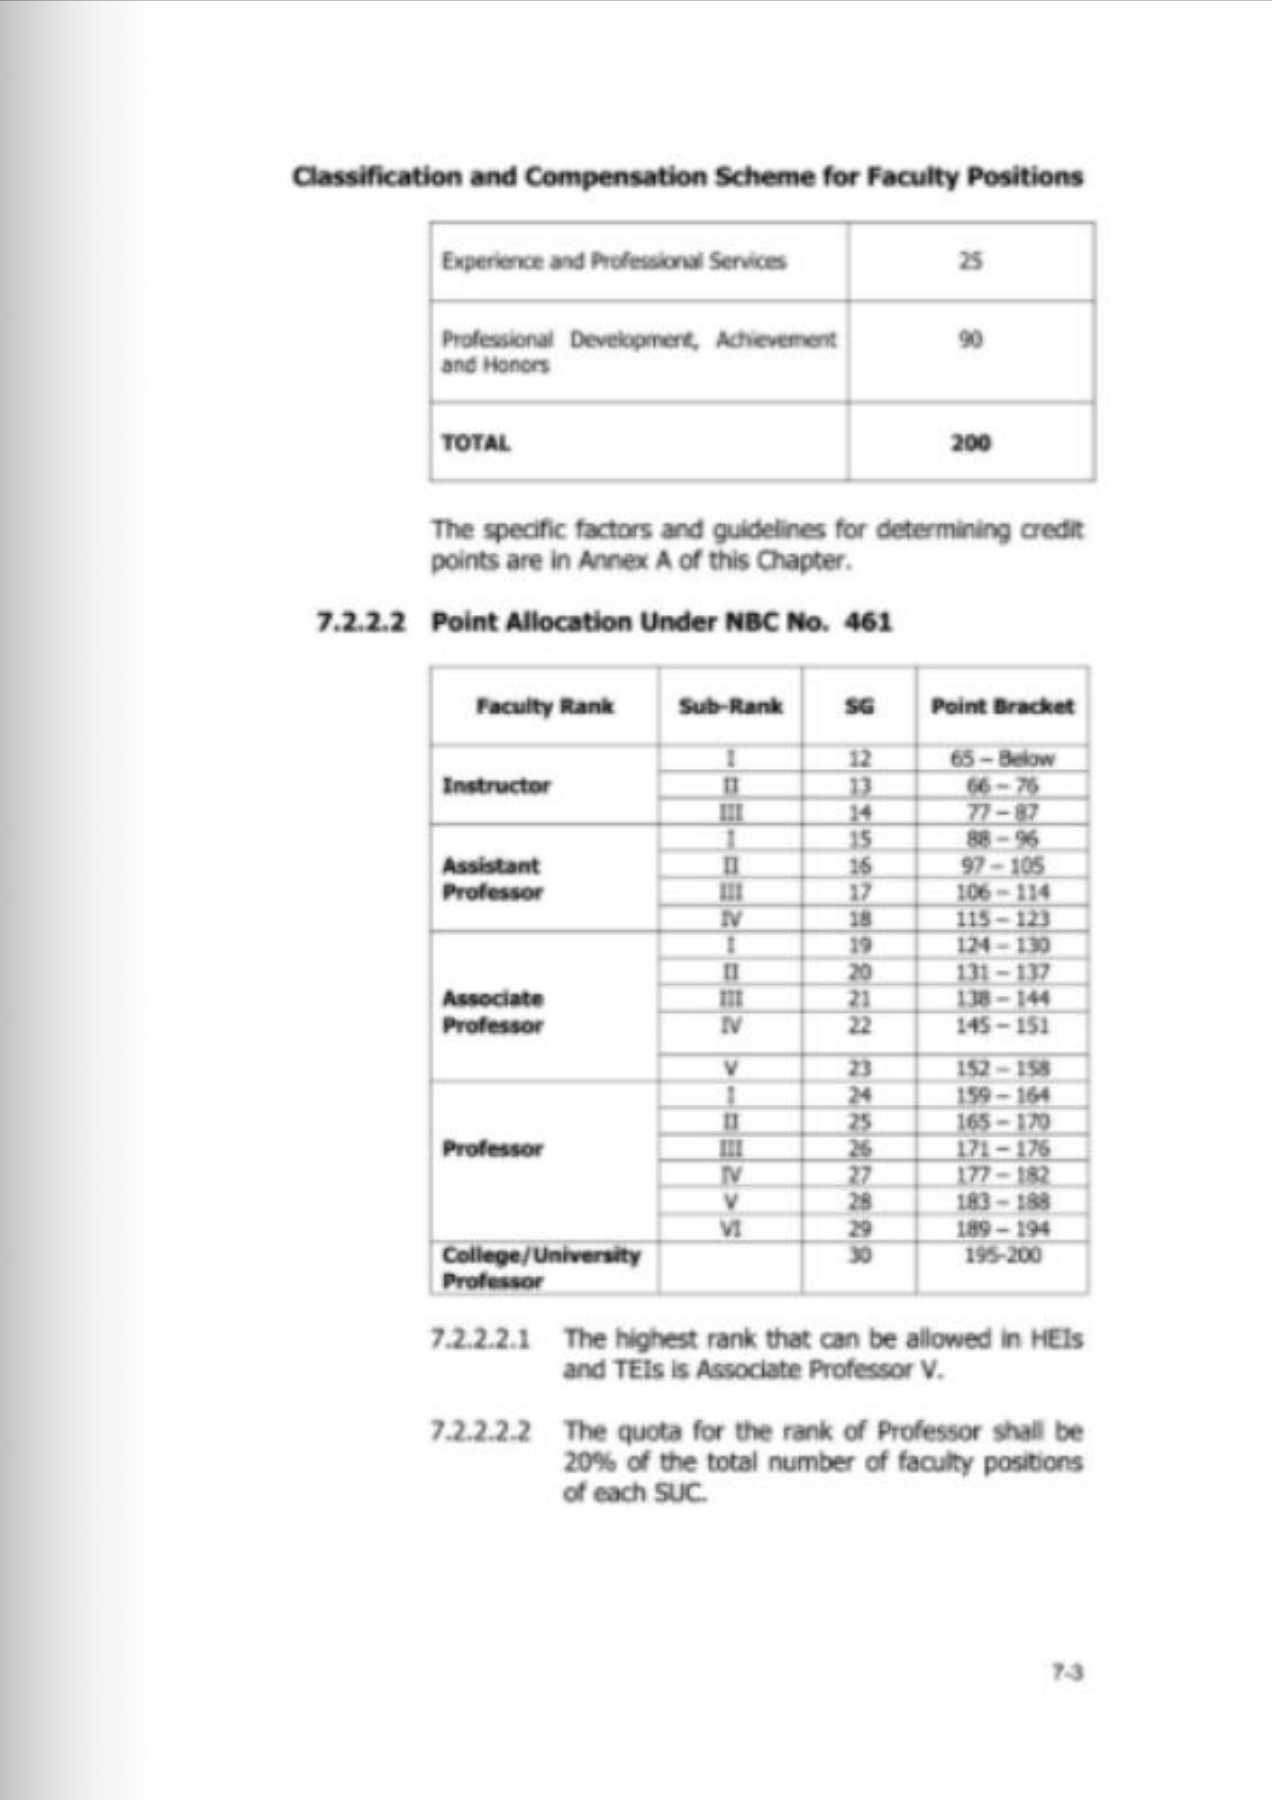 Classification and Compensation Scheme for Faculty Positions
Experience and Professional Services 25
Professional Development, Achievement 90
and Honors
TOTAL 200
The specific factors and guidelines for determining credit
points are in Annex A of this Chapter.
7.2.2.2 Point Allocation Under NBC No. 461
Faculty Rank Sub-Rank SG Point Bracket
I 12 65 – Below
Instructor II 13 66 – 76
III 14 77 – 87
I 15 88 – 96
Assistant II 16 97 – 105
Professor III 17 106 – 114
IV 18 115 – 123
I 19 124 – 130
II 20 131 – 137
Associate III 21 138 – 144
Professor IV 22 145 – 151
V 23 152 – 158
I 24 159 – 164
II 25 165 – 170
Professor III 26 171 – 176
IV 27 177 – 182
V 28 183 – 188
VI 29 189 – 194
College/University 30 195-200
Professor
7.2.2.2.1 The highest rank that can be allowed in HEIs
and TEIs is Associate Professor V.
7.2.2.2.2 The quota for the rank of Professor shall be
20% of the total number of faculty positions
of each SUC.
7-3